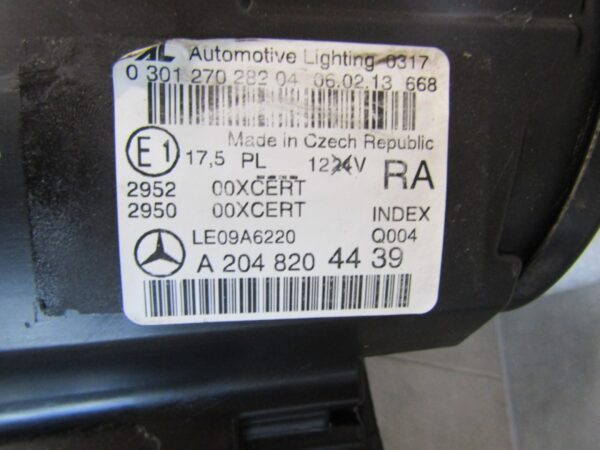 AL Automotive Lighting 0317
0 301 270 282 04 06.02.13 668
Made in Czech Republic
E1 17,5 PL 1224V RA
2952 00XCERT
2950 00XCERT INDEX
LE09A6220 Q004
A 204 820 44 39